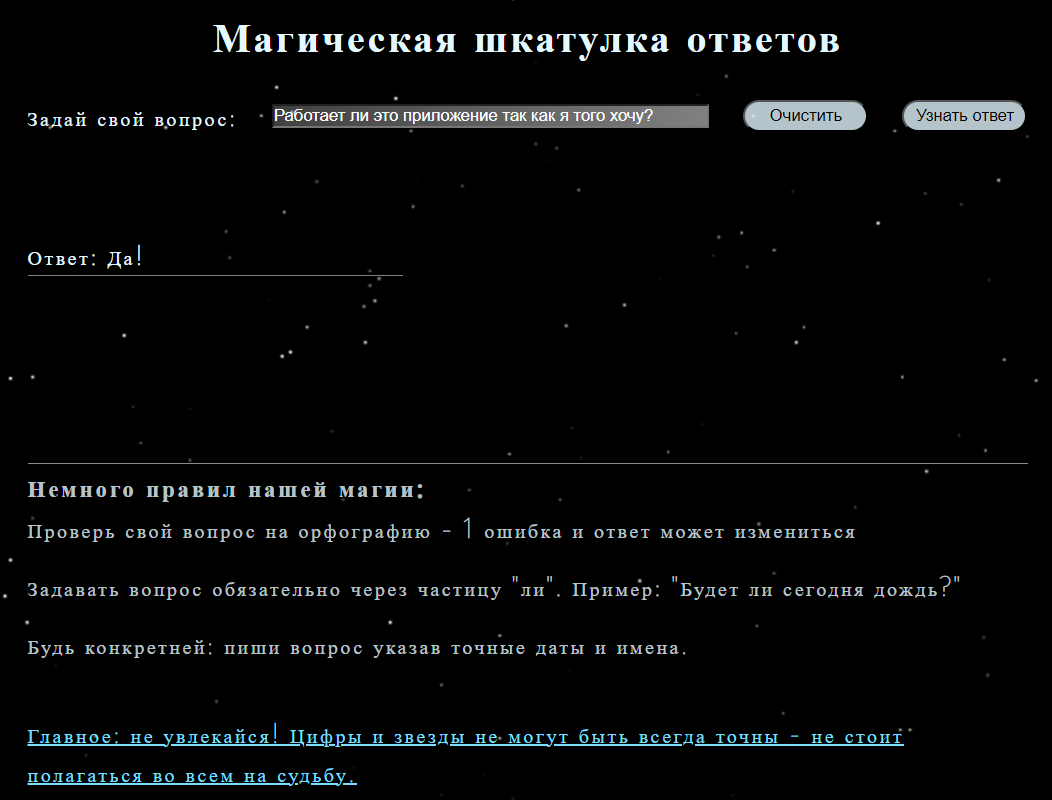 Магическая шкатулка ответов
Задай свой вопрос: Работает ли это приложение так как я того хочу? Очистить Узнать ответ
Ответ: Да!
Немного правил нашей магии:
Проверь свой вопрос на орфографию - 1 ошибка и ответ может измениться
Задавать вопрос обязательно через частицу "ли". Пример: "Будет ли сегодня дождь?"
Будь конкретней: пиши вопрос указав точные даты и имена.
Главное: не увлекайся! Цифры и звезды не могут быть всегда точны - не стоит
полагаться во всем на судьбу.